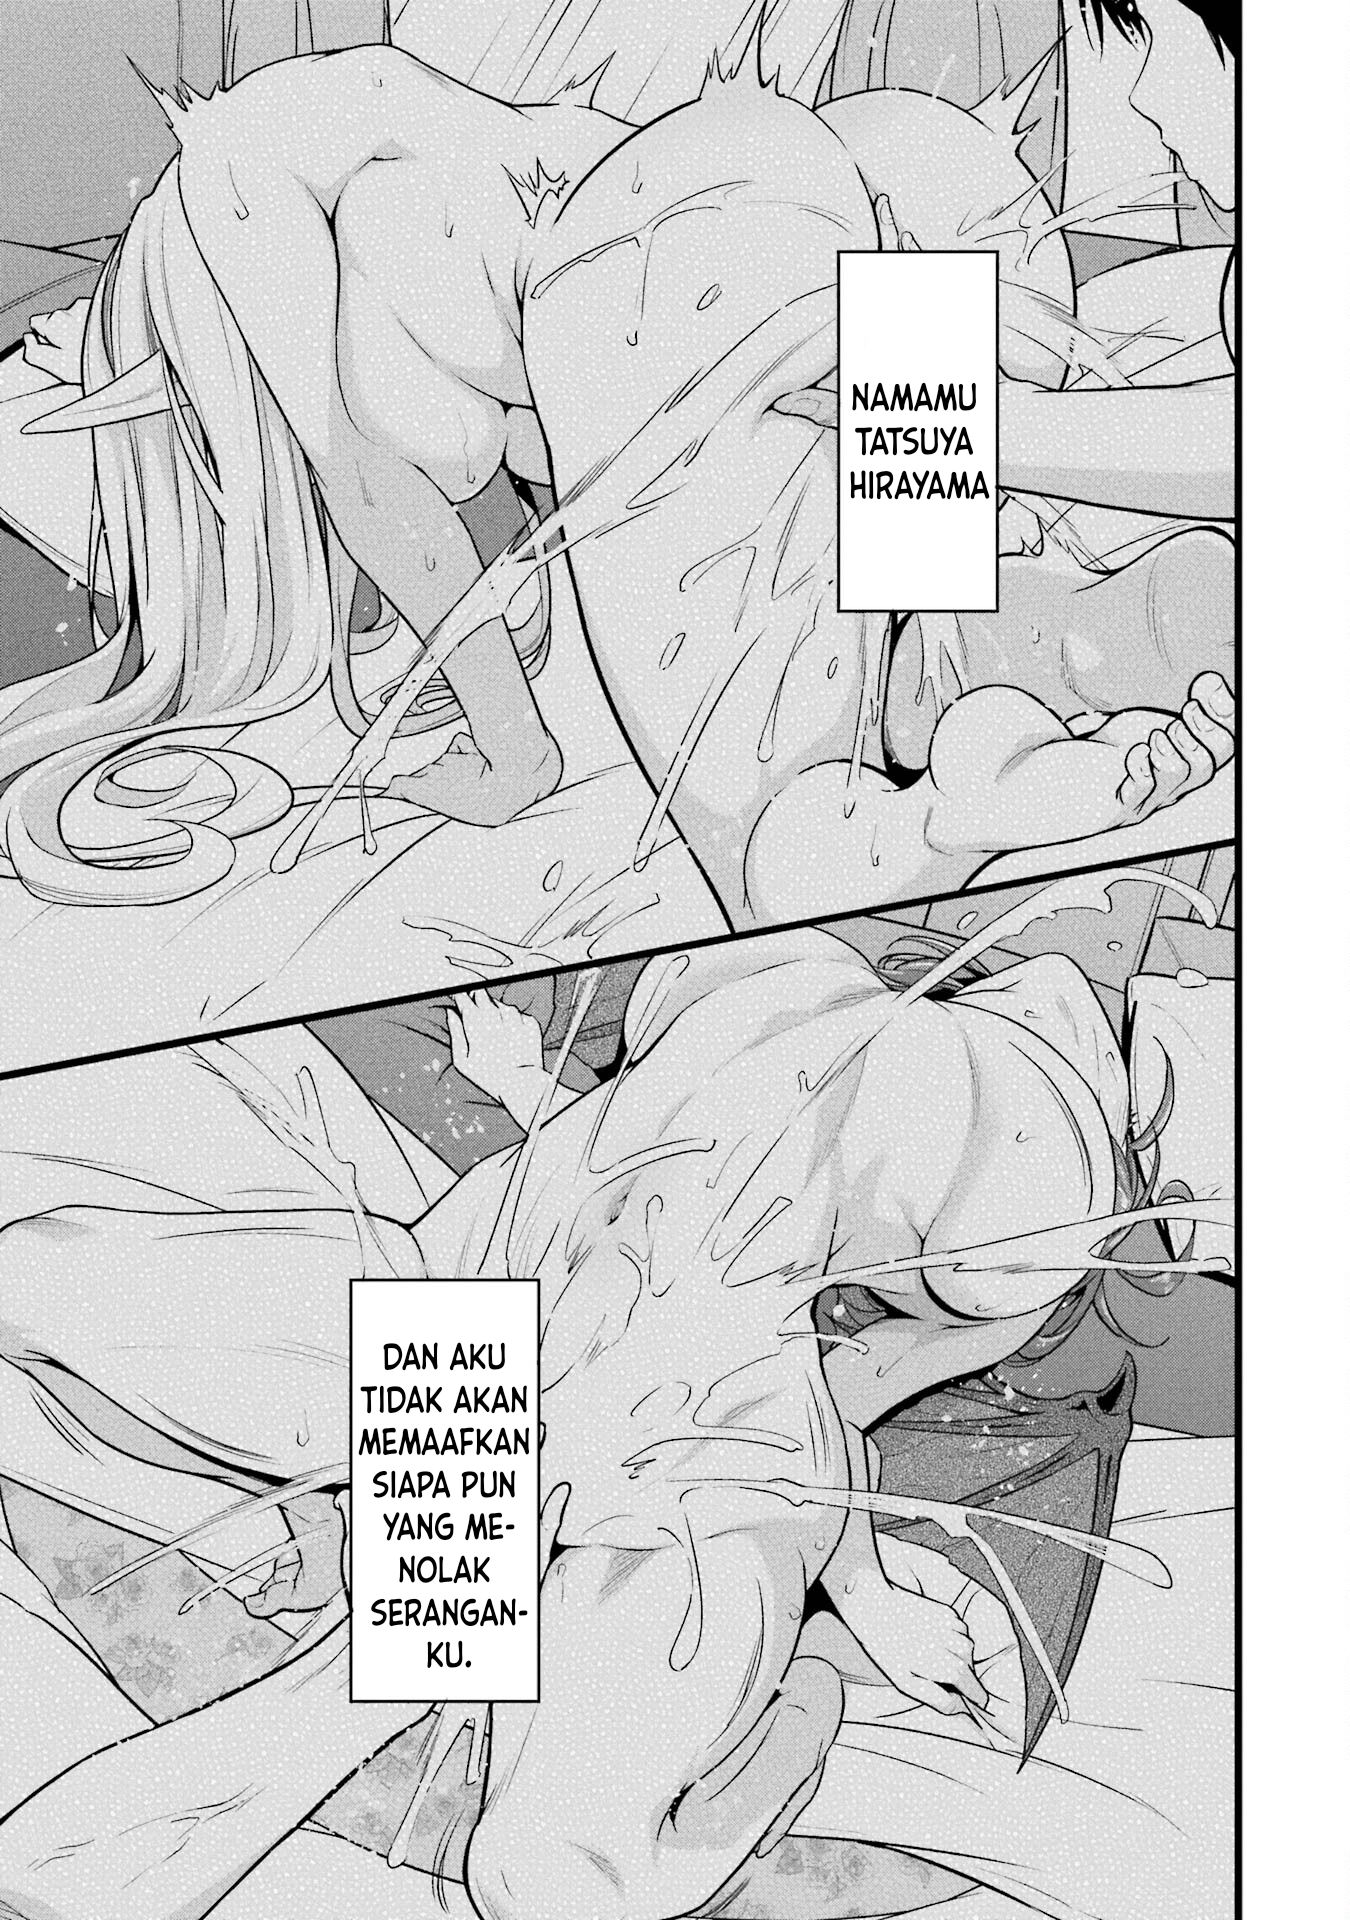 NAMAMU
TATSUYA
HIRAYAMA
DAN AKU
TIDAK AKAN
MEMAAFKAN
SIAPA PUN
YANG ME-
NOLAK
SERANGAN-
KU.